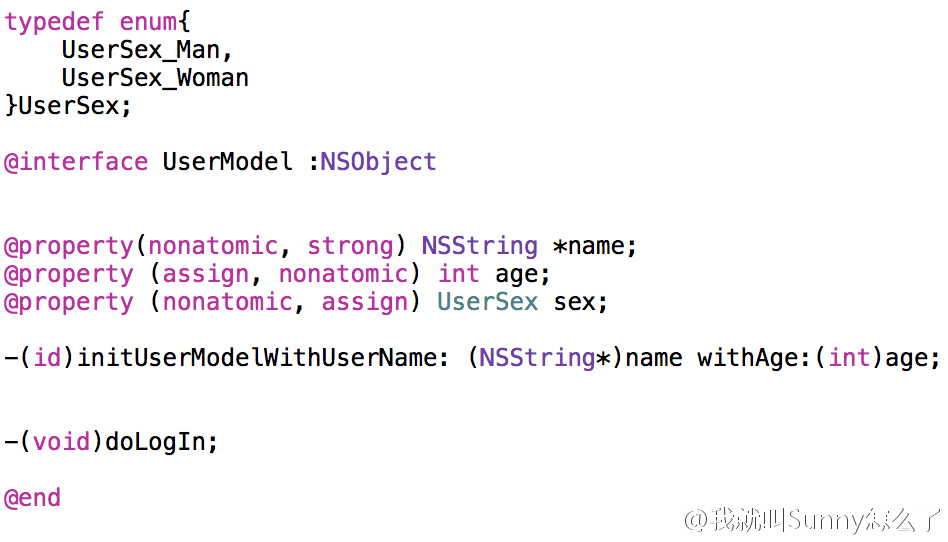 typedef enum{
    UserSex_Man,
    UserSex_Woman
}UserSex;
@interface UserModel :NSObject
@property(nonatomic, strong) NSString *name;
@property (assign, nonatomic) int age;
@property (nonatomic, assign) UserSex sex;
-(id)initUserModelWithUserName: (NSString*)name withAge:(int)age;
-(void)doLogIn;
@end
@我就叫Sunny怎么了